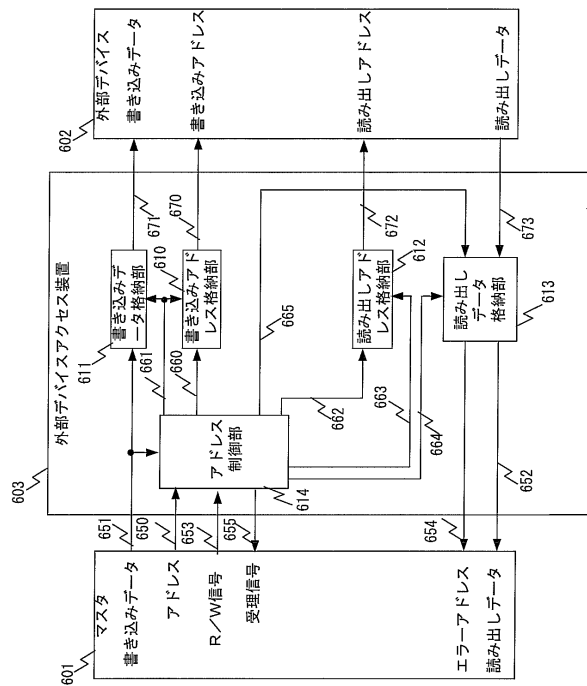 603
外部デバイスアクセス装置
601
マスタ
書き込みデータ
651
アドレス
650
R/W信号
653
受理信号
655
エラーアドレス
654
読み出しデータ
652
611
書き込みデ
ータ格納部
661
610
書き込みアド
レス格納部
660
アドレス
制御部
614
662
665
読み出しアド
レス格納部
612
663
664
読み出し
データ
格納部
613
671
670
672
673
602
外部デバイス
書き込みデータ
書き込みアドレス
読み出しアドレス
読み出しデータ